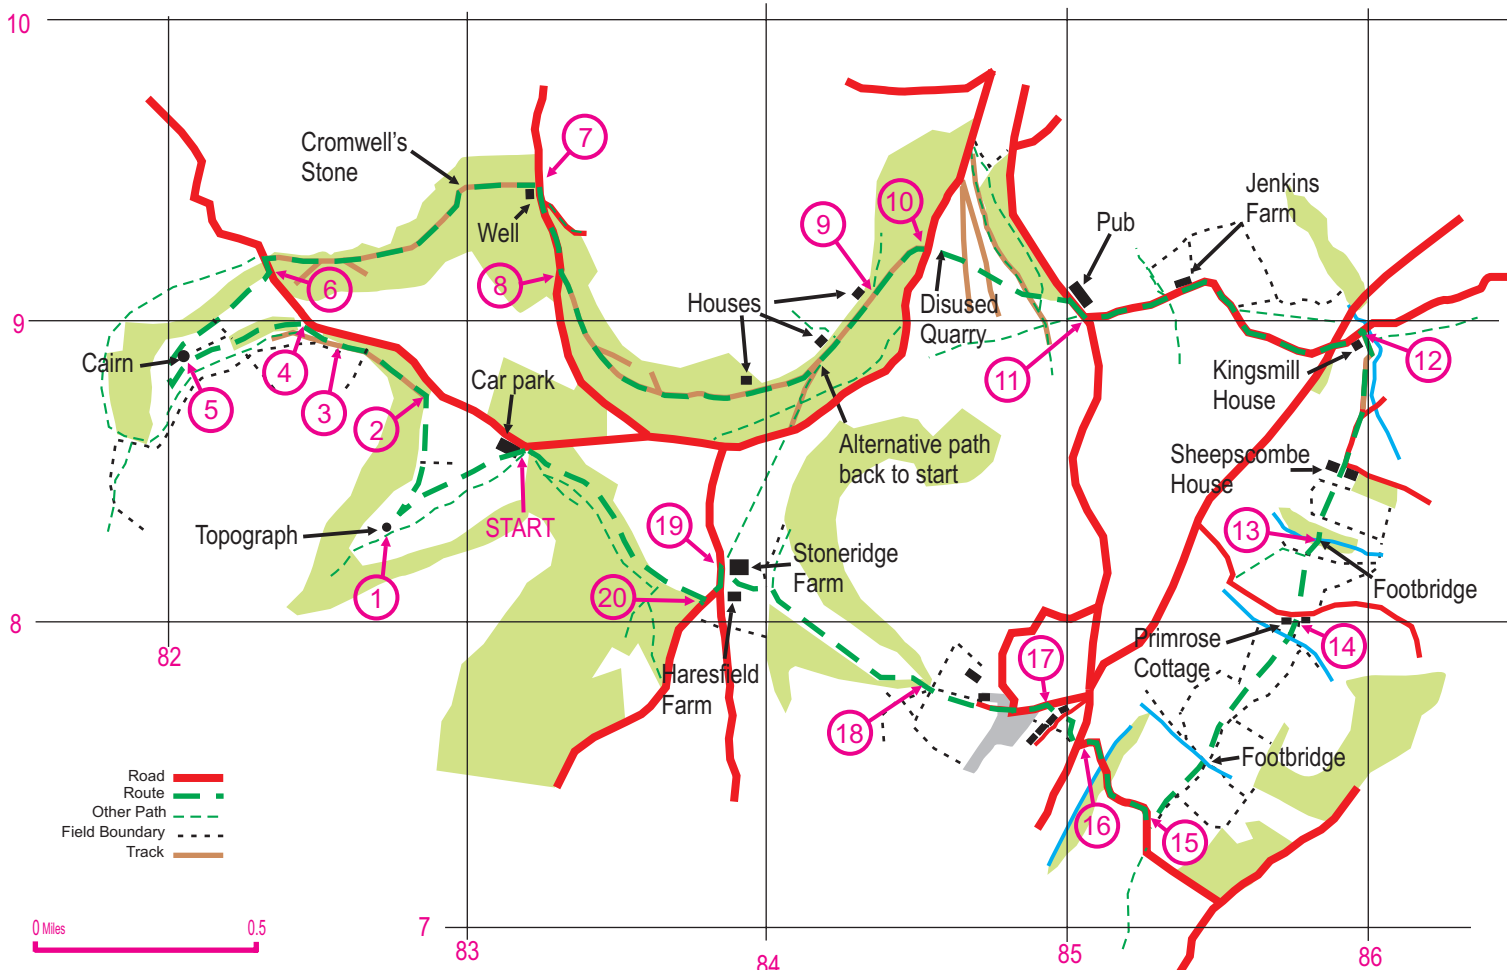 10
7
Cromwell's
Stone
Jenkins
Farm
10
9
Pub
Well
6
8
Houses
Disused
Quarry
9
Cairn
4
Car park
11
Kingsmill
House
12
5
3
2
Alternative path
back to start
Sheepscombe
House
Topograph
START
19
13
Stoneridge
Farm
1
20
Footbridge
8
82
Primrose
Cottage
14
17
Haresfield
Farm
18
Footbridge
Road
Route
Other Path
Field Boundary
Track
16
15
0 Miles
0.5
7
83
84
85
86